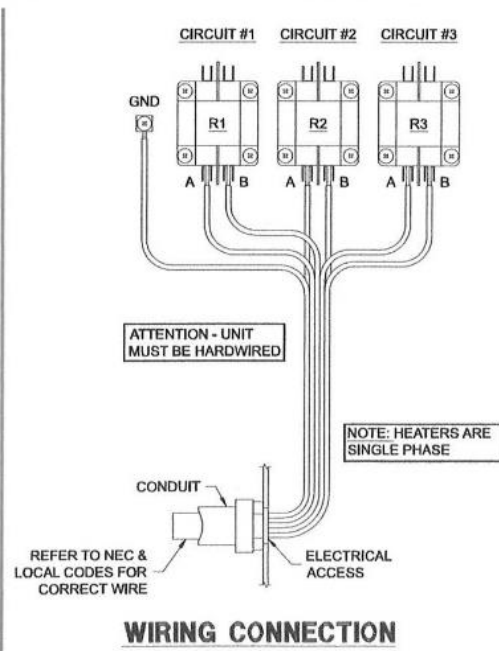 CIRCUIT #1 CIRCUIT #2 CIRCUIT #3
GND
R1 R2 R3
A B A B A B
ATTENTION - UNIT
MUST BE HARDWIRED
NOTE: HEATERS ARE
SINGLE PHASE
CONDUIT
REFER TO NEC &
LOCAL CODES FOR
CORRECT WIRE
ELECTRICAL
ACCESS
WIRING CONNECTION